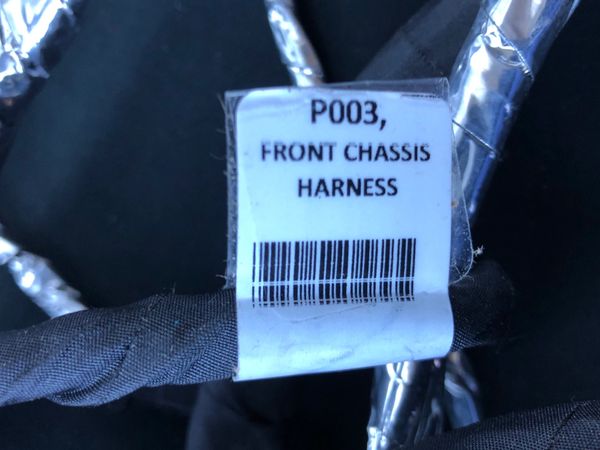 P003,
FRONT CHASSIS
HARNESS